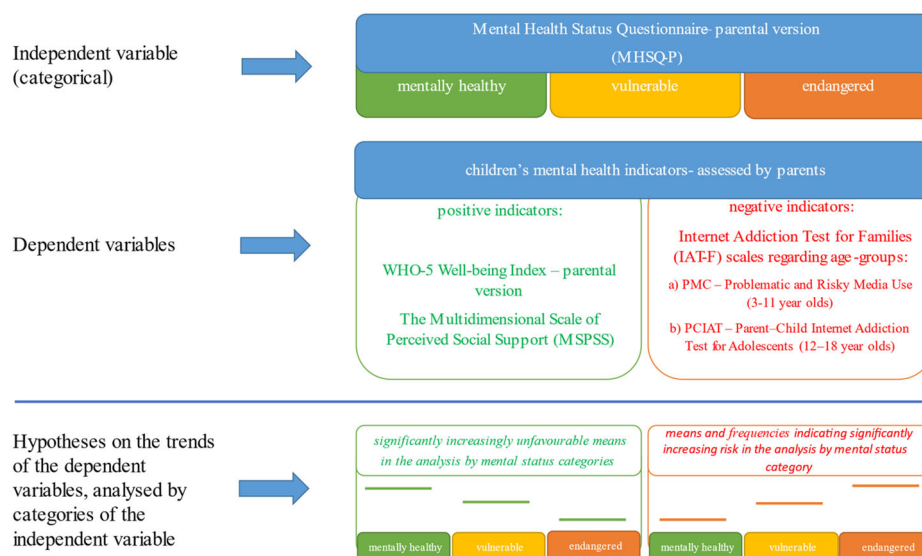 Independent variable
(categorical)
Mental Health Status Questionnaire- parental version
(MHSQ-P)
mentally healthy
vulnerable
endangered
Dependent variables
children's mental health indicators- assessed by parents
positive indicators:
WHO-5 Well-being Index – parental
version
The Multidimensional Scale of
Perceived Social Support (MSPSS)
negative indicators:
Internet Addiction Test for Families
(IAT-F) scales regarding age-groups:
a) PMC – Problematic and Risky Media Use
(3-11 year olds)
b) PCIAT – Parent–Child Internet Addiction
Test for Adolescents (12–18 year olds)
Hypotheses on the trends
of the dependent
variables, analysed by
categories of the
independent variable
significantly increasingly unfavourable means
in the analysis by mental status categories
mentally healthy
vulnerable
endangered
means and frequencies indicating significantly
increasing risk in the analysis by mental status
category
mentally healthy
vulnerable
endangered